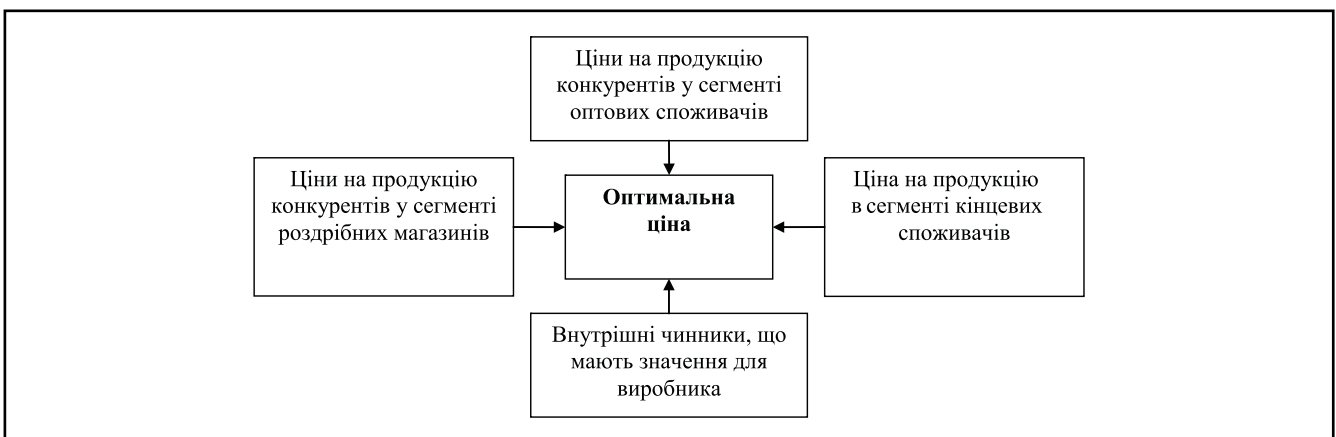 Ціни на продукцію
конкурентів у сегменті
оптових споживачів
Ціни на продукцію
конкурентів у сегменті
роздрібних магазинів
Оптимальна
ціна
Ціна на продукцію
в сегменті кінцевих
споживачів
Внутрішні чинники, що
мають значення для
виробника